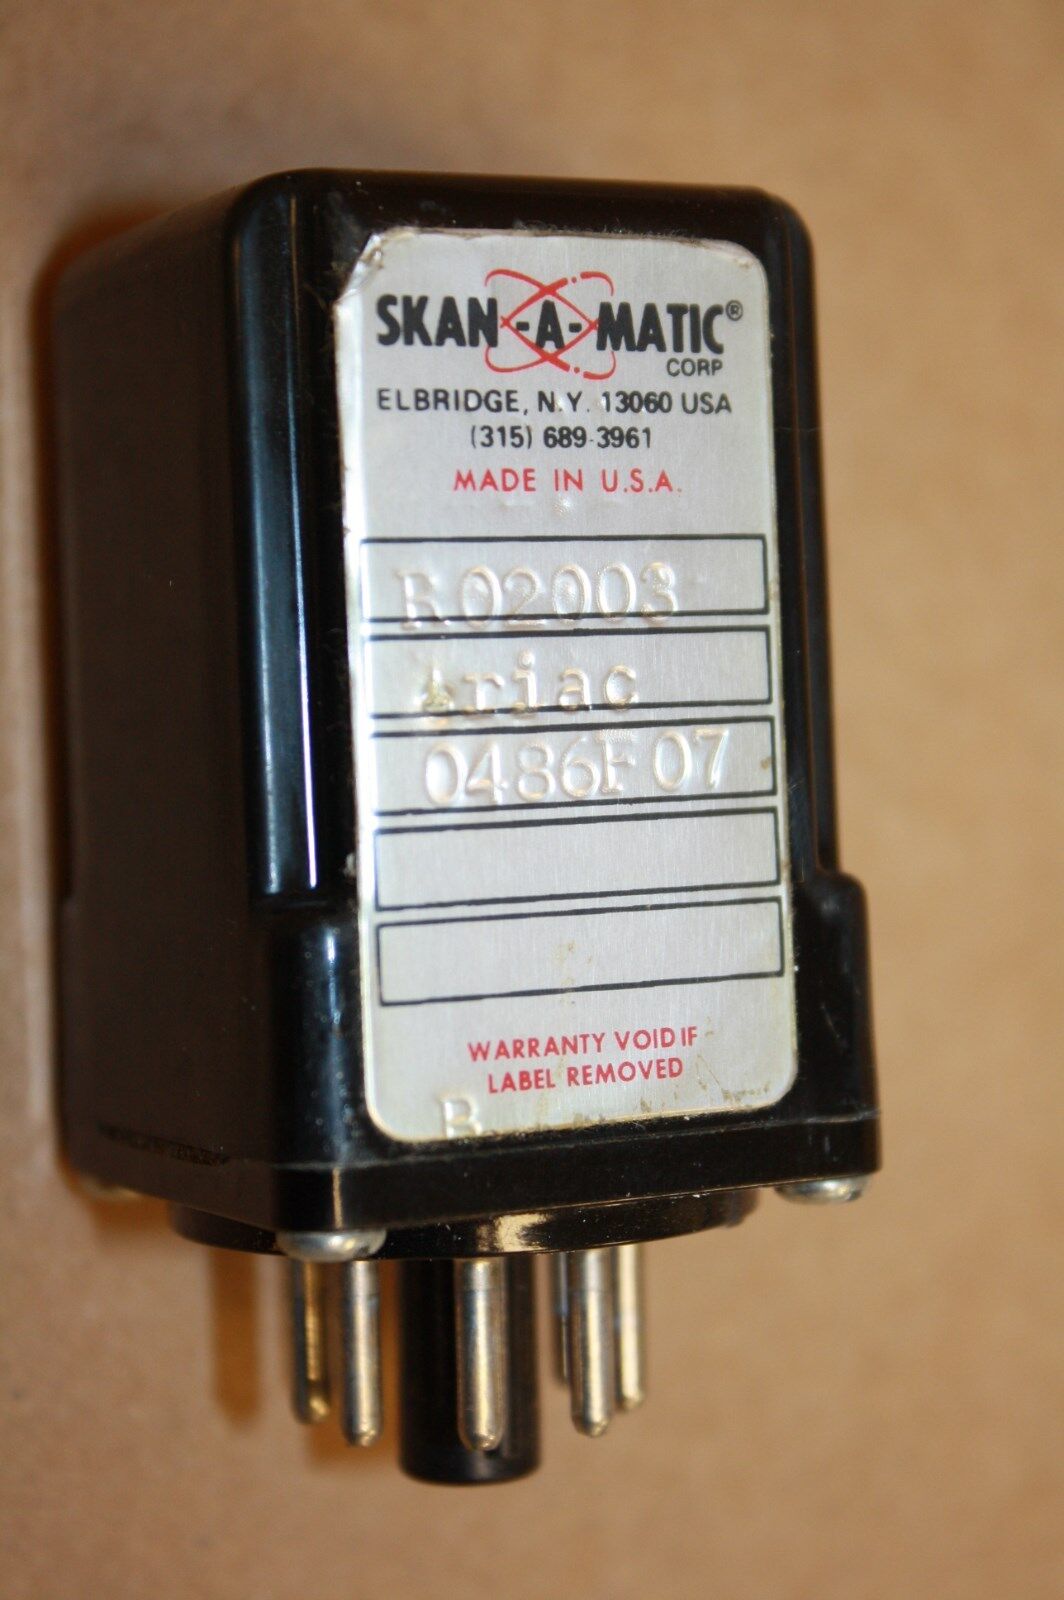 SKAN-A-MATIC®
CORP
ELBRIDGE, N.Y. 13060 USA
(315) 689-3961
MADE IN U.S.A.
R02003
triac
0486F07
WARRANTY VOID IF
LABEL REMOVED
B